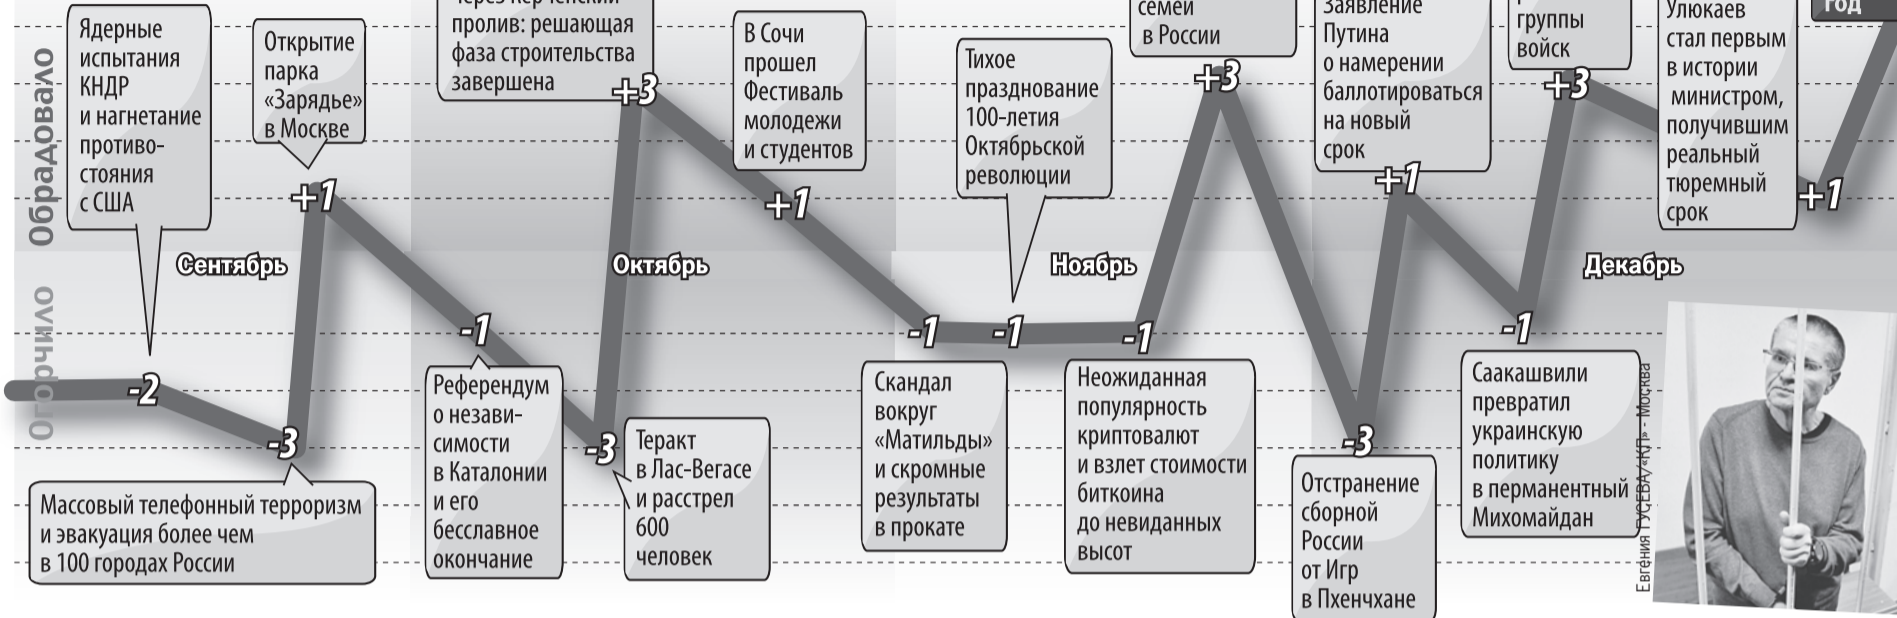 Обрадовало
Огорчило
Ядерные
испытания
КНДР
и нагнетание
противо-
стояния
с США
-2
Сентябрь
Массовый телефонный терроризм
и эвакуация более чем
в 100 городах России
-3
Открытие
парка
«Зарядье»
в Москве
+1
Референдум
о незави-
симости
в Каталонии
и его
бесславное
окончание
-1
Теракт
в Лас-Вегасе
и расстрел
600
человек
-3
Октябрь
пролив: решающая
фаза строительства
завершена
+3
В Сочи
прошел
Фестиваль
молодежи
и студентов
+1
Скандал
вокруг
«Матильды»
и скромные
результаты
в прокате
-1
Тихое
празднование
100-летия
Октябрьской
революции
-1
Ноябрь
Неожиданная
популярность
криптовалют
и взлет стоимости
биткоина
до невиданных
высот
-1
семей
в России
+3
Отстранение
сборной
России
от Игр
в Пхенчхане
-3
Заявление
Путина
о намерении
баллотироваться
на новый
срок
+1
Саакашвили
превратил
украинскую
политику
в перманентный
Михомайдан
-1
группы
войск
+3
Декабрь
Улюкаев
стал первым
в истории
министром,
получившим
реальный
тюремный
срок
+1
год
Евгения ГУСЕВА/«КП» - Москва